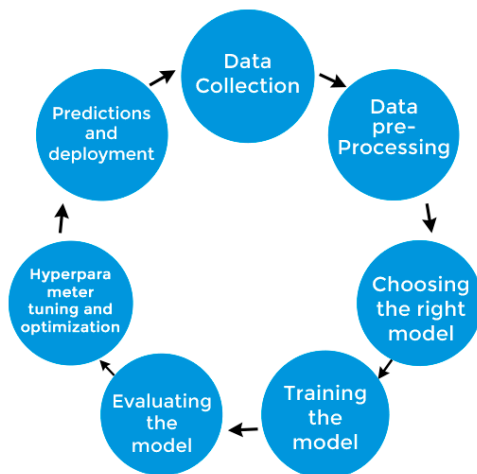 Data
Collection
Data
pre-
Processing
Choosing
the right
model
Training
the
model
Evaluating
the
model
Hyperpara
meter
tuning and
optimization
Predictions
and
deployment